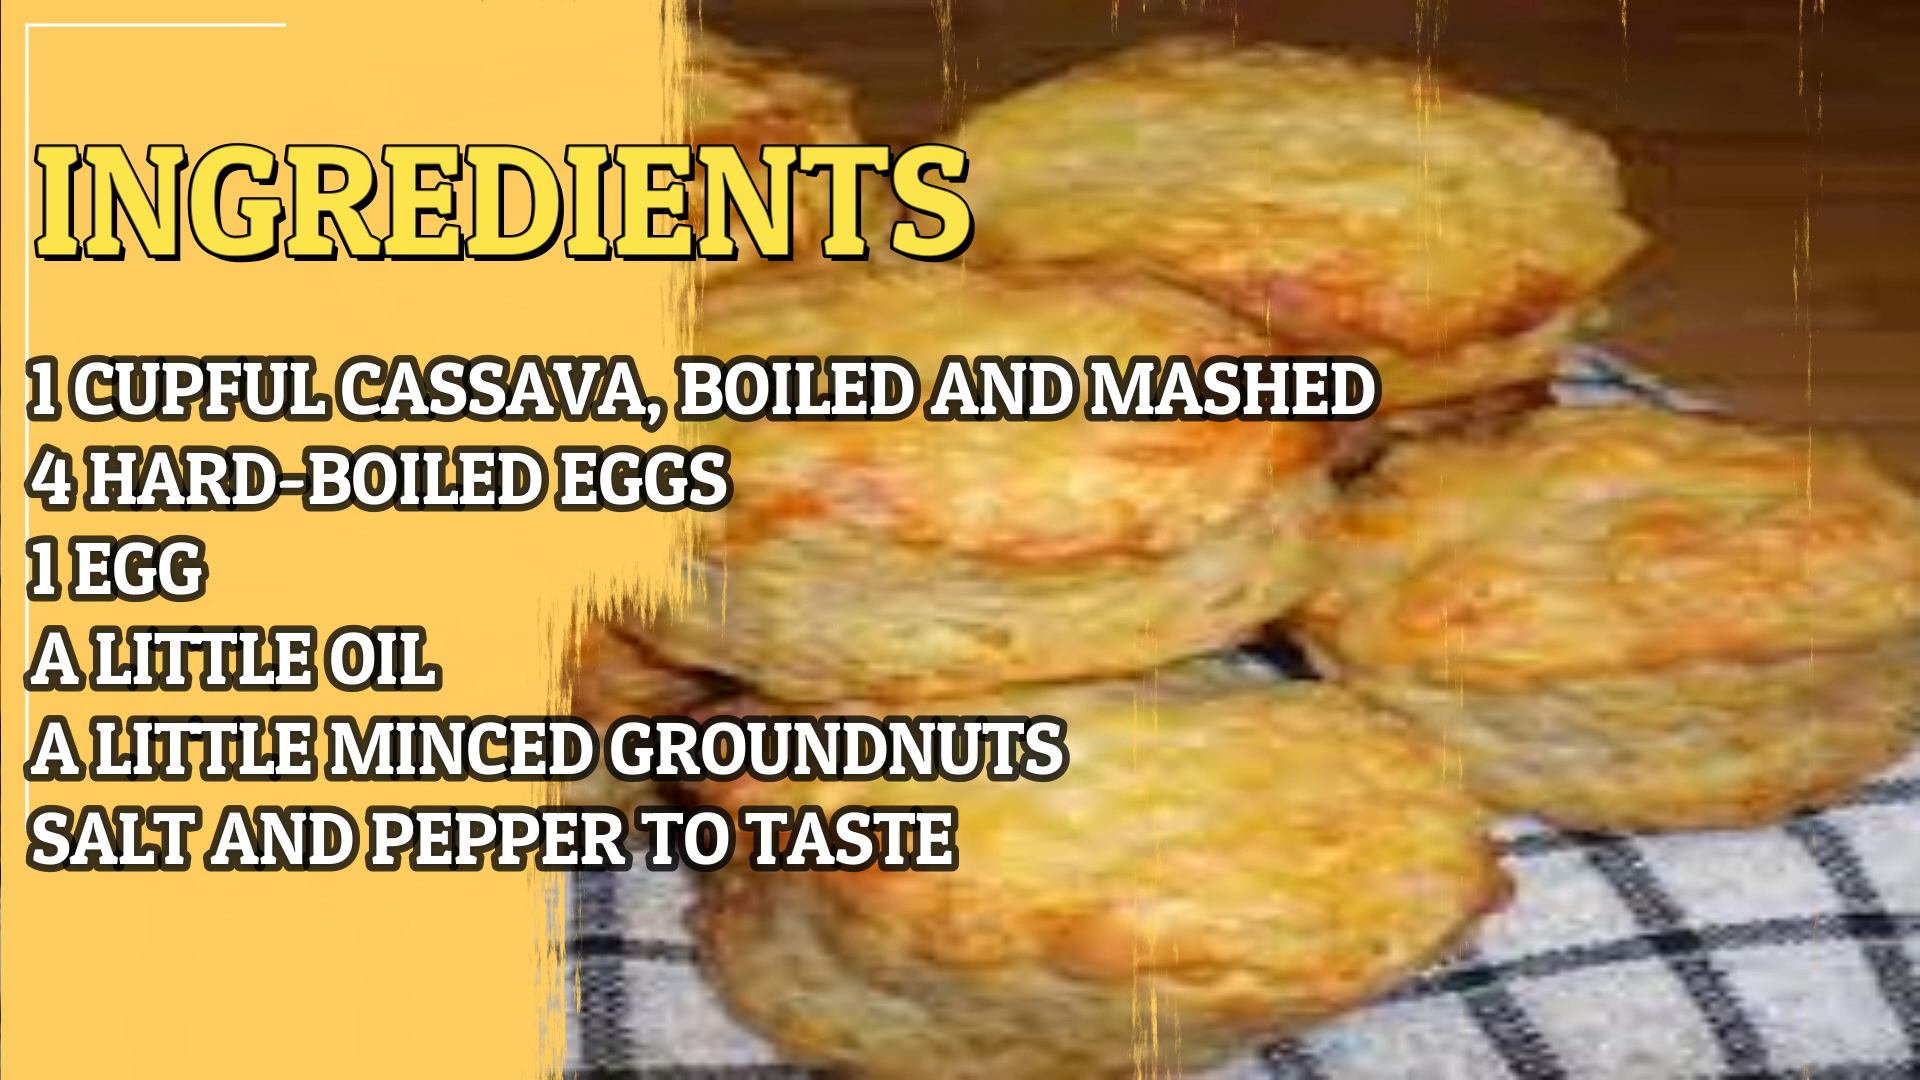 INGREDIENTS
1 CUPFUL CASSAVA, BOILED AND MASHED
4 HARD-BOILED EGGS
1 EGG
A LITTLE OIL
A LITTLE MINCED GROUNDNUTS
SALT AND PEPPER TO TASTE